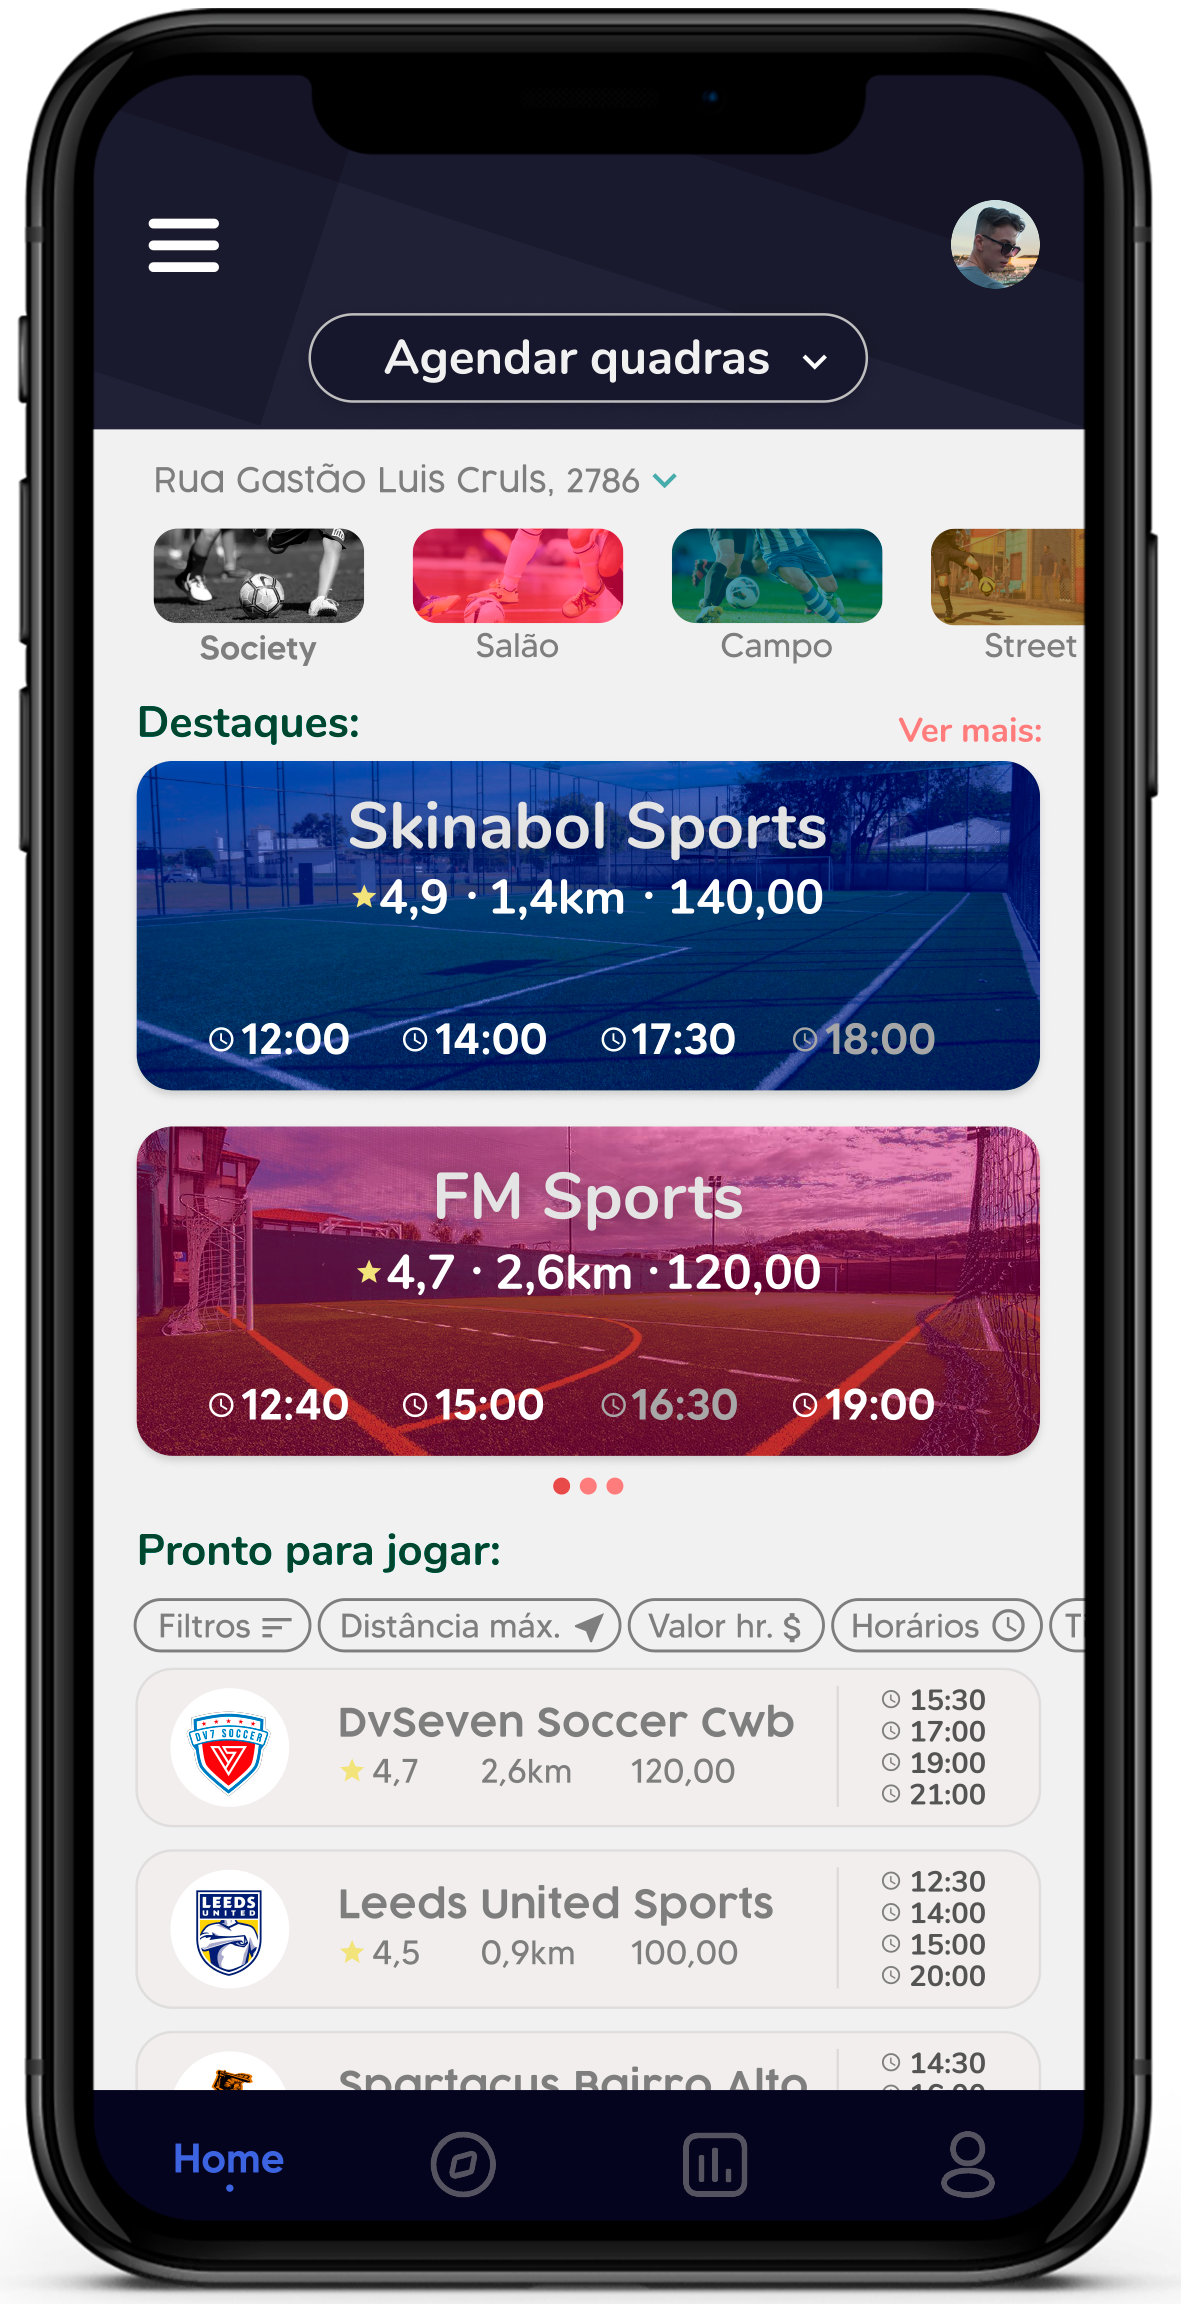 Agendar quadras
Rua Gastão Luis Cruls, 2786
Society Salão Campo Street
Destaques: Ver mais:
Skinabol Sports
4,9 · 1,4km · 140,00
12:00 14:00 17:30 18:00
FM Sports
4,7 · 2,6km · 120,00
12:40 15:00 16:30 19:00
Pronto para jogar:
Filtros Distância máx. Valor hr. $ Horários
DV7 SOCCER
DvSeven Soccer Cwb
4,7 2,6km 120,00
15:30
17:00
19:00
21:00
LEEDS
UNITED
Leeds United Sports
4,5 0,9km 100,00
12:30
14:00
15:00
20:00
Spartacus Bairro Alto
14:30
Home